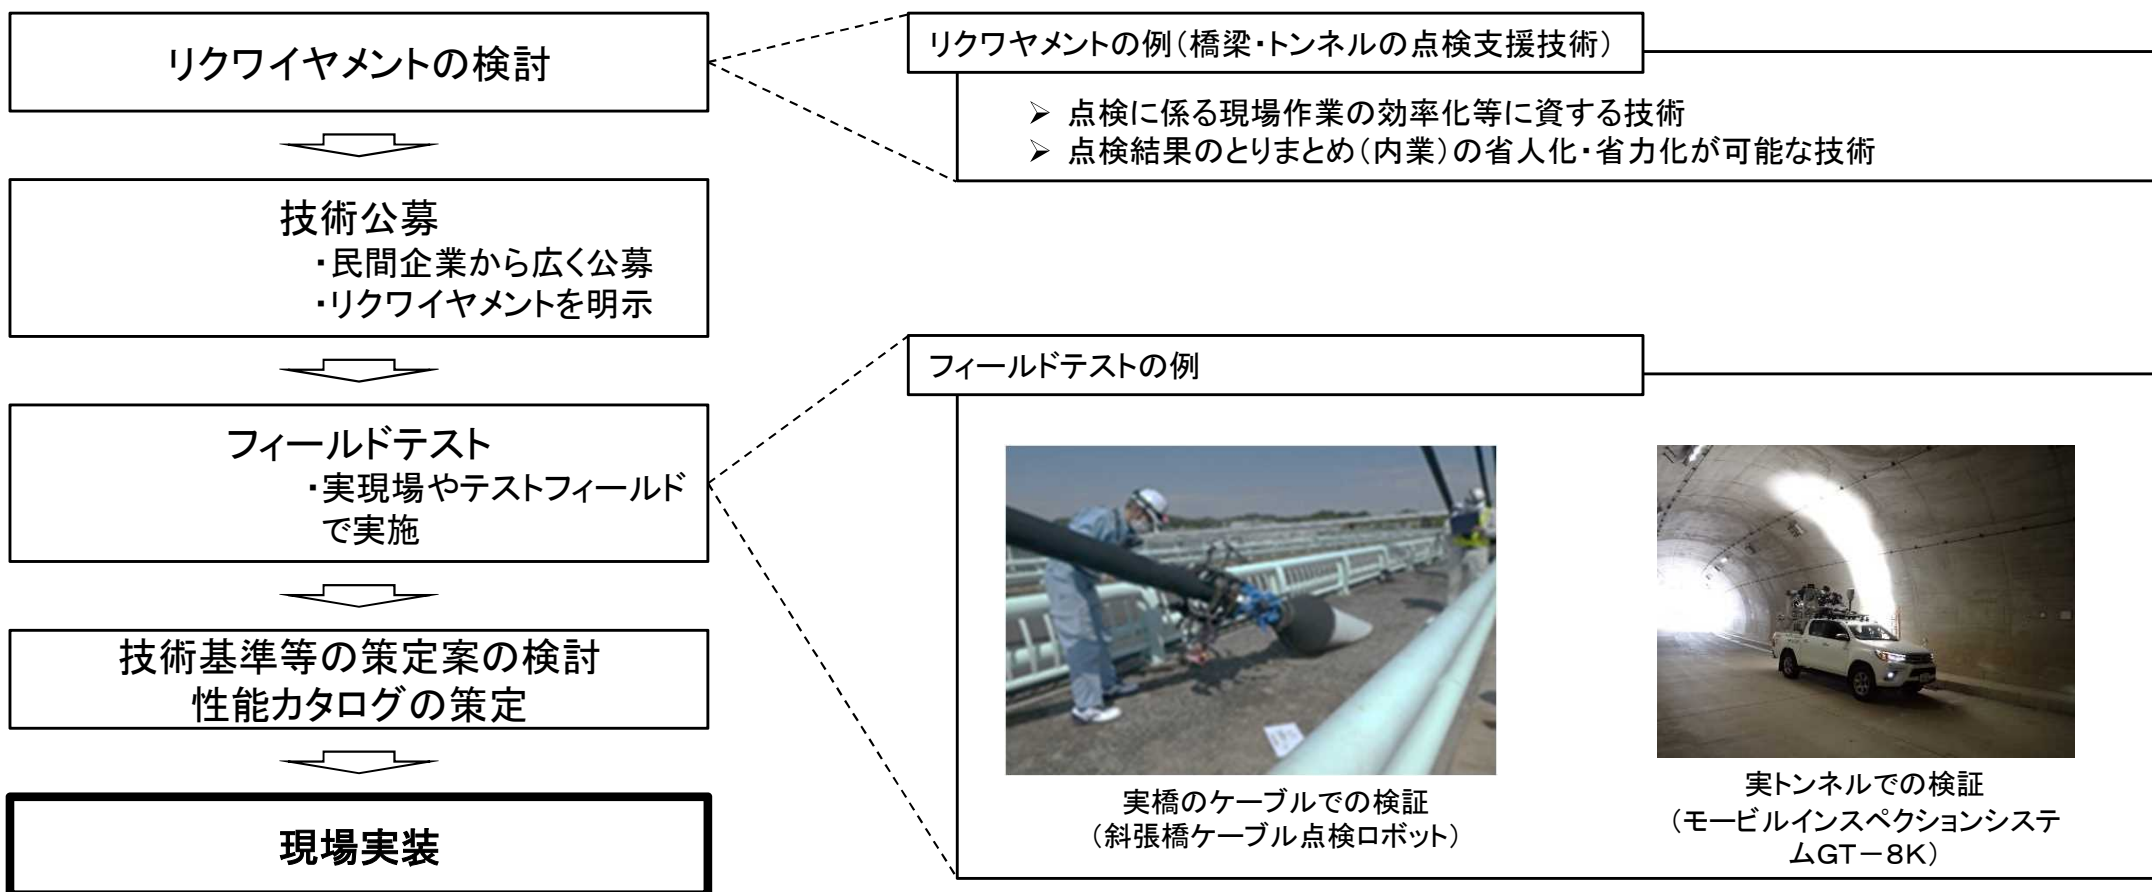 リクワイヤメントの検討
技術公募
・民間企業から広く公募
・リクワイヤメントを明示
フィールドテスト
・実現場やテストフィールド
で実施
技術基準等の策定案の検討
性能カタログの策定
現場実装
リクワヤメントの例（橋梁・トンネルの点検支援技術）
➢ 点検に係る現場作業の効率化等に資する技術
➢ 点検結果のとりまとめ（内業）の省人化・省力化が可能な技術
フィールドテストの例
実橋のケーブルでの検証
（斜張橋ケーブル点検ロボット）
実トンネルでの検証
（モービルインスペクションシステ
ムGT－8K）